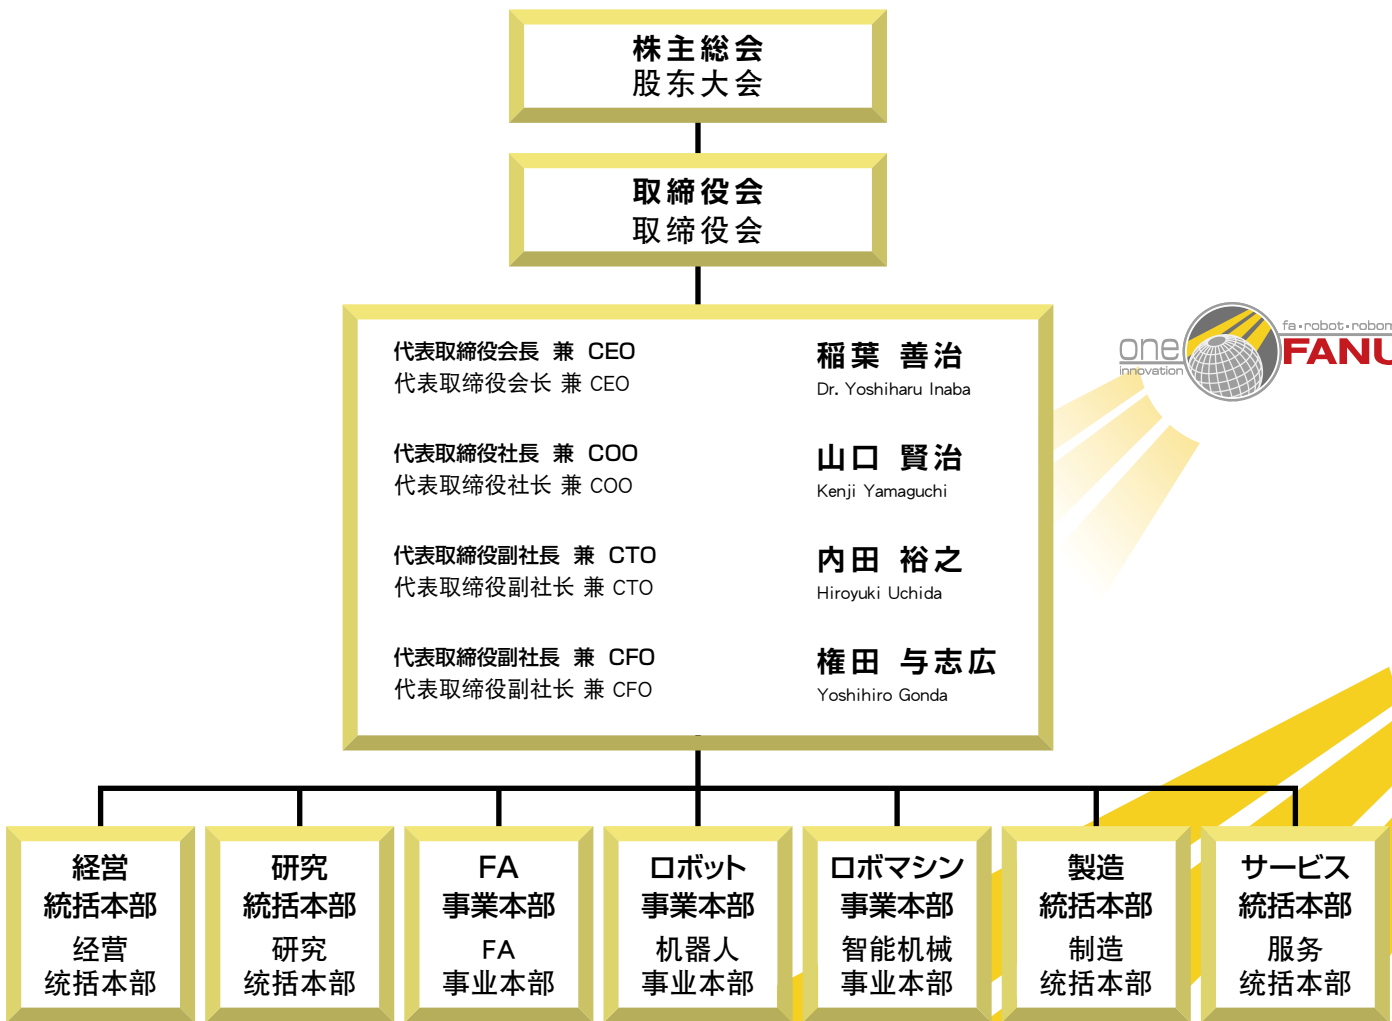 株主総会
股东大会
取締役会
取缔役会
代表取締役会長 兼 CEO
代表取缔役会长 兼 CEO
稲葉 善治
Dr. Yoshiharu Inaba
代表取締役社長 兼 COO
代表取缔役社长 兼 COO
山口 賢治
Kenji Yamaguchi
代表取締役副社長 兼 CTO
代表取缔役副社长 兼 CTO
内田 裕之
Hiroyuki Uchida
代表取締役副社長 兼 CFO
代表取缔役副社长 兼 CFO
権田 与志広
Yoshihiro Gonda
one
innovation
fa-robot-robom
FANU
経営
統括本部
经营
统括本部
研究
統括本部
研究
统括本部
FA
事業本部
FA
事业本部
ロボット
事業本部
机器人
事业本部
ロボマシン
事業本部
智能机械
事业本部
製造
統括本部
制造
统括本部
サービス
統括本部
服务
统括本部